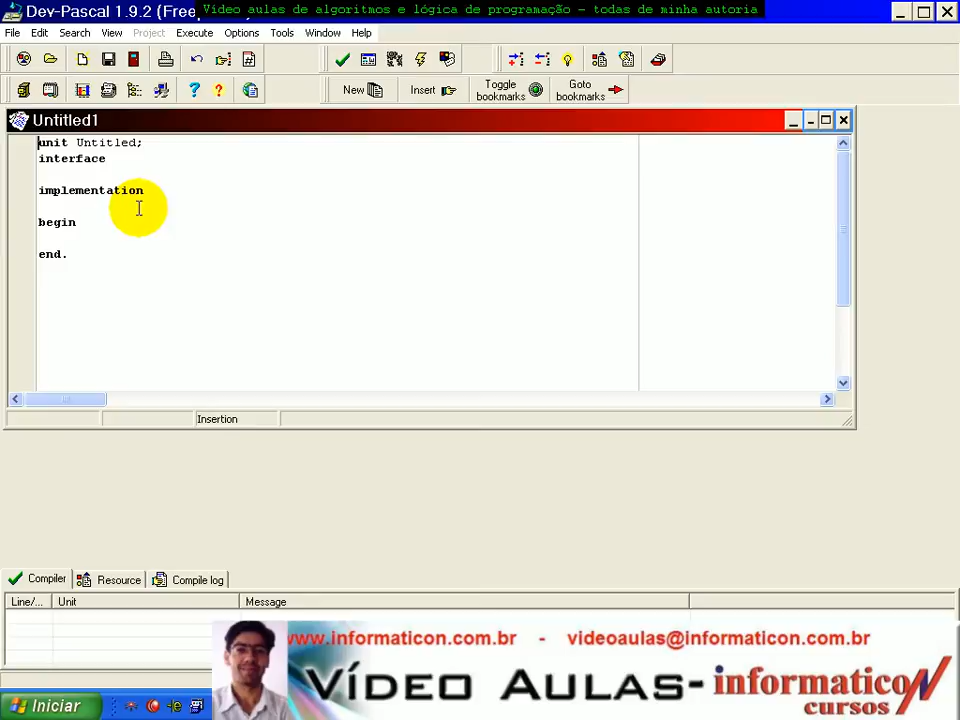 Dev-Pascal 1.9.2 (Freep
Vídeo aulas de algoritmos e lógica de programação - todas de minha autoria
File Edit Search View Project Execute Options Tools Window Help
New Insert Toggle bookmarks Goto bookmarks
Untitled1
unit Untitled;
interface
implementation
begin
end.
Insertion
Compiler Resource Compile log
Line/... Unit Message
www.informaticon.com.br - videoaulas@informaticon.com.br
VÍDEO AULAS-informaticoN
cursos
Iniciar